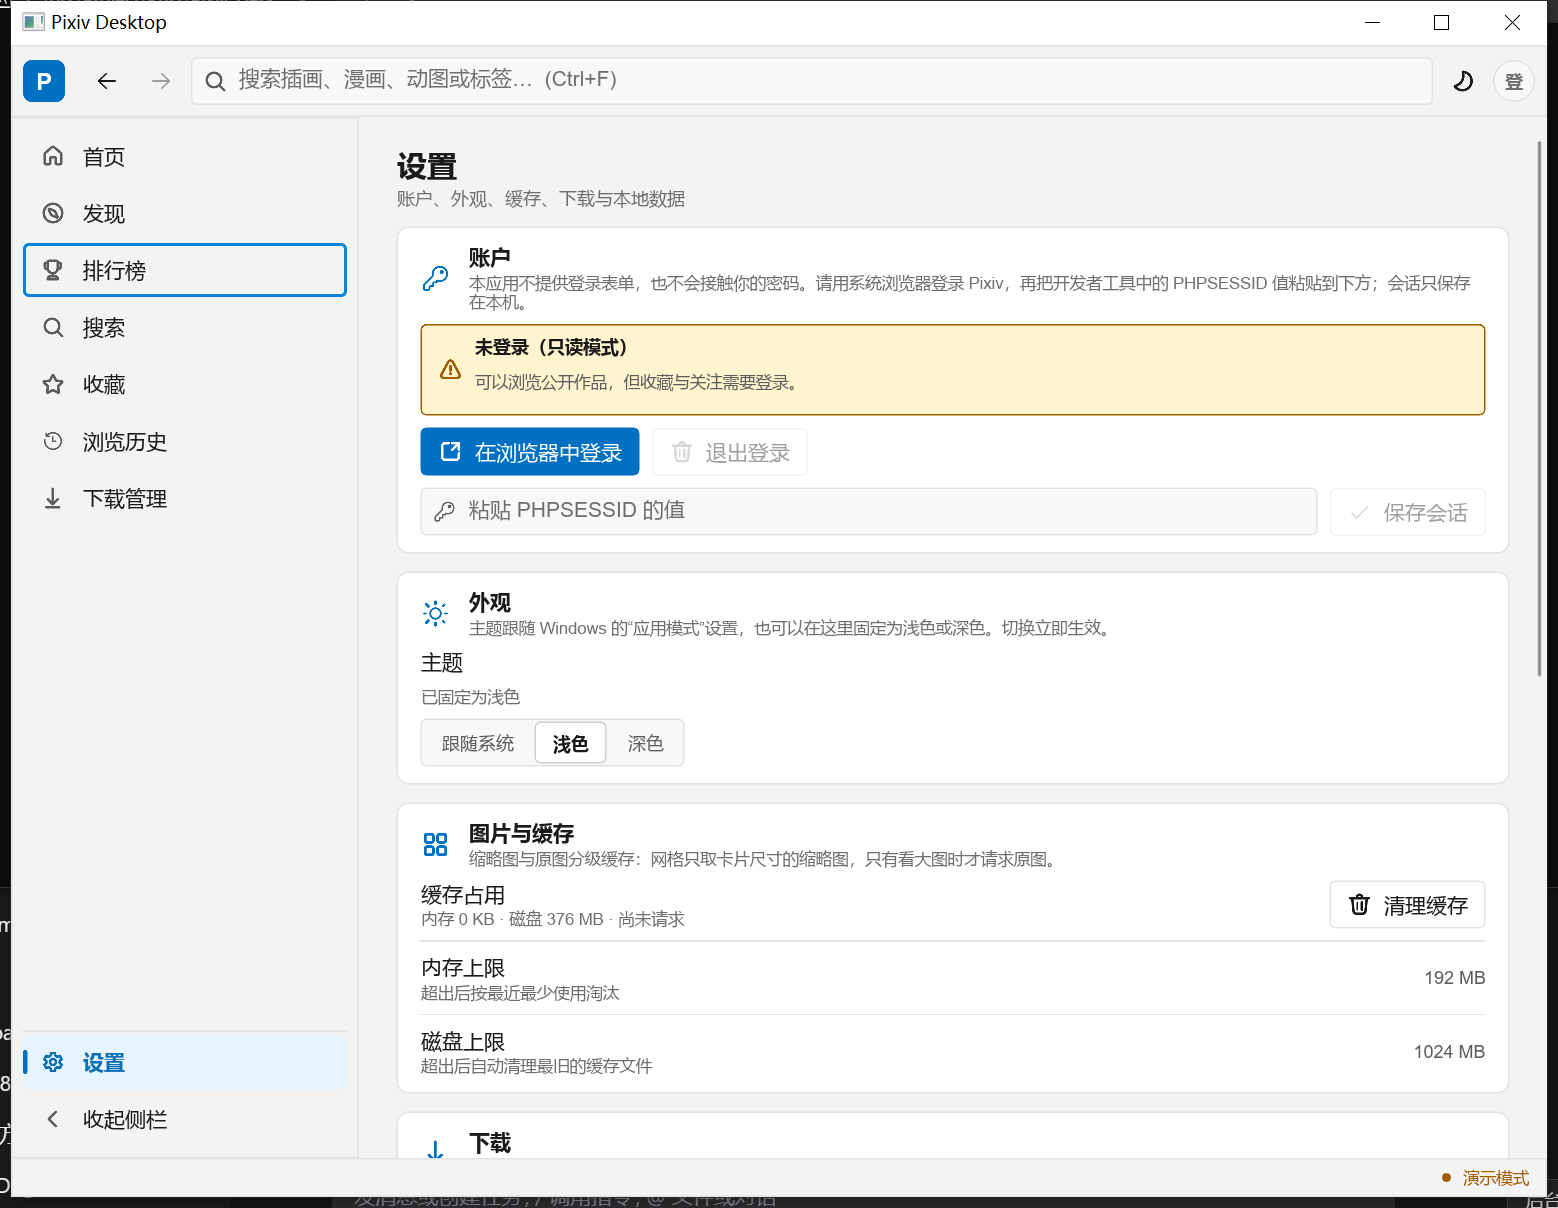 Pixiv Desktop
P
搜索插画、漫画、动图或标签… (Ctrl+F)
登
首页
发现
排行榜
搜索
收藏
浏览历史
下载管理
设置
收起侧栏
设置
账户、外观、缓存、下载与本地数据
账户
本应用不提供登录表单，也不会接触你的密码。请用系统浏览器登录 Pixiv，再把开发者工具中的 PHPSESSID 值粘贴到下方；会话只保存
在本机。
未登录（只读模式）
可以浏览公开作品，但收藏与关注需要登录。
在浏览器中登录
退出登录
粘贴 PHPSESSID 的值
保存会话
外观
主题跟随 Windows 的“应用模式”设置，也可以在这里固定为浅色或深色。切换立即生效。
主题
已固定为浅色
跟随系统
浅色
深色
图片与缓存
缩略图与原图分级缓存：网格只取卡片尺寸的缩略图，只有看大图时才请求原图。
缓存占用
内存 0 KB · 磁盘 376 MB · 尚未请求
清理缓存
内存上限
超出后按最近最少使用淘汰
192 MB
磁盘上限
超出后自动清理最旧的缓存文件
1024 MB
下载
演示模式